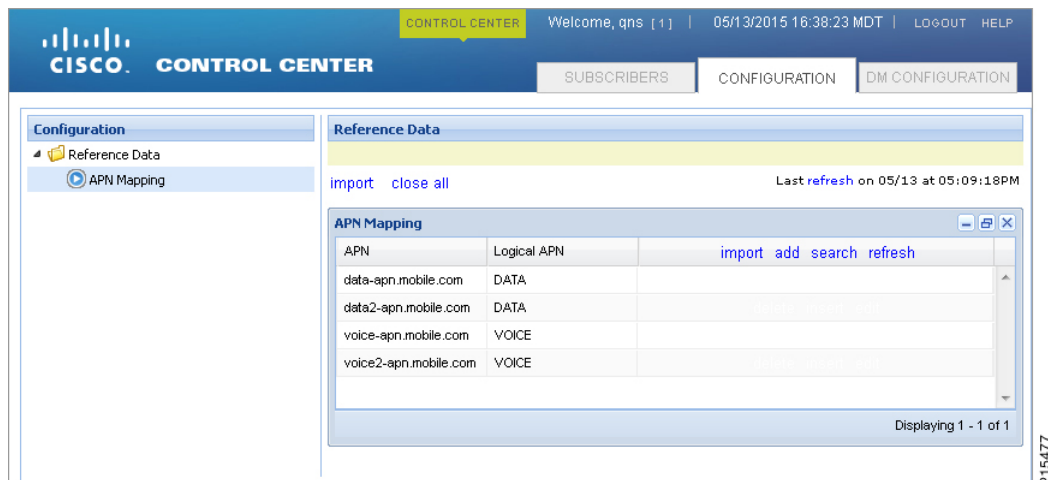 CONTROL CENTER Welcome, qns [1] | 05/13/2015 16:38:23 MDT | LOGOUT HELP
CISCO. CONTROL CENTER
SUBSCRIBERS CONFIGURATION DM CONFIGURATION
Configuration
Reference Data
APN Mapping
Reference Data
import close all Last refresh on 05/13 at 05:09:18PM
APN Mapping
APN Logical APN import add search refresh
data-apn.mobile.com DATA
data2-apn.mobile.com DATA
voice-apn.mobile.com VOICE
voice2-apn.mobile.com VOICE
Displaying 1 - 1 of 1